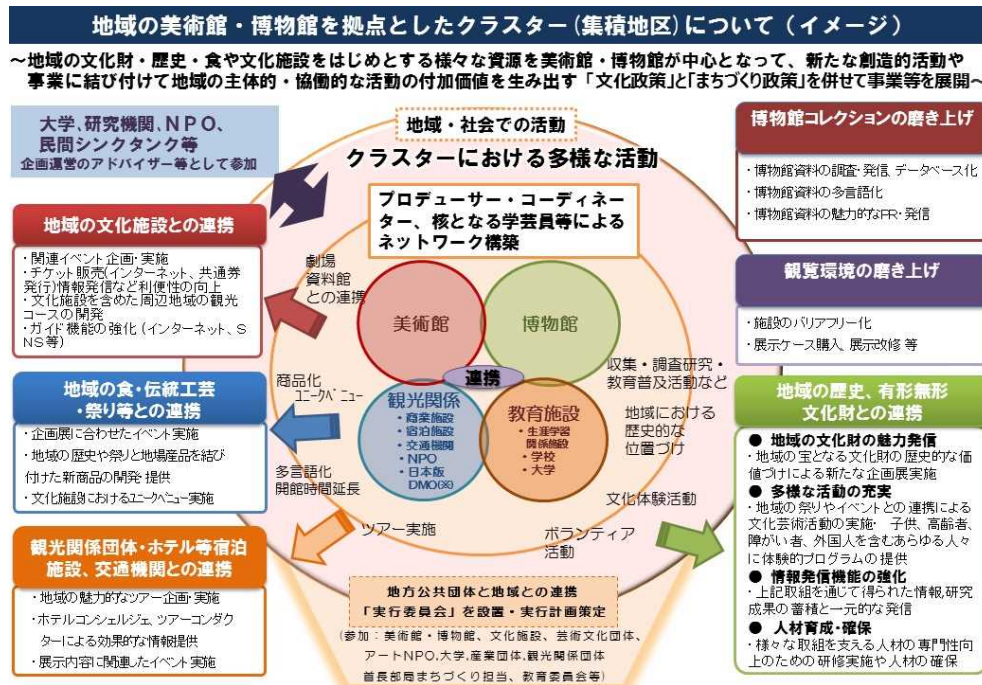 地域の美術館・博物館を拠点としたクラスター(集積地区)について(イメージ)
～地域の文化財・歴史・食や文化施設をはじめとする様々な資源を美術館・博物館が中心となって、新たな創造的活動や
事業に結び付けて地域の主体的・協働的な活動の付加価値を生み出す「文化政策」と「まちづくり政策」を併せて事業等を展開～
大学、研究機関、NPO、
民間シンクタンク等
企画運営のアドバイザー等として参加
地域の文化施設との連携
・関連イベント企画・実施
・チケット販売(インターネット、共通券
発行)情報発信など利便性の向上
・文化施設を含めた周辺地域の観光
コースの開発
・ガイド機能の強化(インターネット、S
NS等)
地域の食・伝統工芸
・祭り等との連携
・企画展に合わせたイベント実施
・地域の歴史や祭りと地場産品を結び
付けた新商品の開発・提供
・文化施設におけるユニークベニュー実施
観光関係団体・ホテル等宿泊
施設、交通機関との連携
・地域の魅力的なツアー企画・実施
・ホテルコンシェルジェ、ツアーコンダク
ターによる効果的な情報提供
・展示内容に関連したイベント実施
地域・社会での活動
クラスターにおける多様な活動
プロデューサー・コーディネー
ター、核となる学芸員等による
ネットワーク構築
劇場
資料館
との連携
美術館
博物館
連携
観光関係
・商業施設
・宿泊施設
・交通機関
・NPO
・日本版
DMO(※)
教育施設
・生涯学習
関係施設
・学校
・大学
商品化
ユニークベニュー
多言語化
開館時間延長
ツアー実施
収集・調査研究・
教育普及活動など
地域における
歴史的な
位置づけ
文化体験活動
ボランティア
活動
地方公共団体と地域との連携
「実行委員会」を設置・実行計画策定
(参加：美術館・博物館、文化施設、芸術文化団体、
アートNPO,大学,産業団体,観光関係団体
首長部局まちづくり担当、教育委員会等)
博物館コレクションの磨き上げ
・博物館資料の調査・発信、データベース化
・博物館資料の多言語化
・博物館資料の魅力的なPR・発信
観覧環境の磨き上げ
・施設のバリアフリー化
・展示ケース購入、展示改修 等
地域の歴史、有形無形
文化財との連携
● 地域の文化財の魅力発信
・地域の宝となる文化財の歴史的な価
値づけによる新たな企画展実施
● 多様な活動の充実
・地域の祭りやイベントとの連携による
文化芸術活動の実施・ 子供、高齢者、
障がい者、外国人を含むあらゆる人々
に体験的プログラムの提供
● 情報発信機能の強化
・上記取組を通じて得られた情報,研究
成果の蓄積と一元的な発信
● 人材育成・確保
・様々な取組を支える人材の専門性向
上のための研修実施や人材の確保